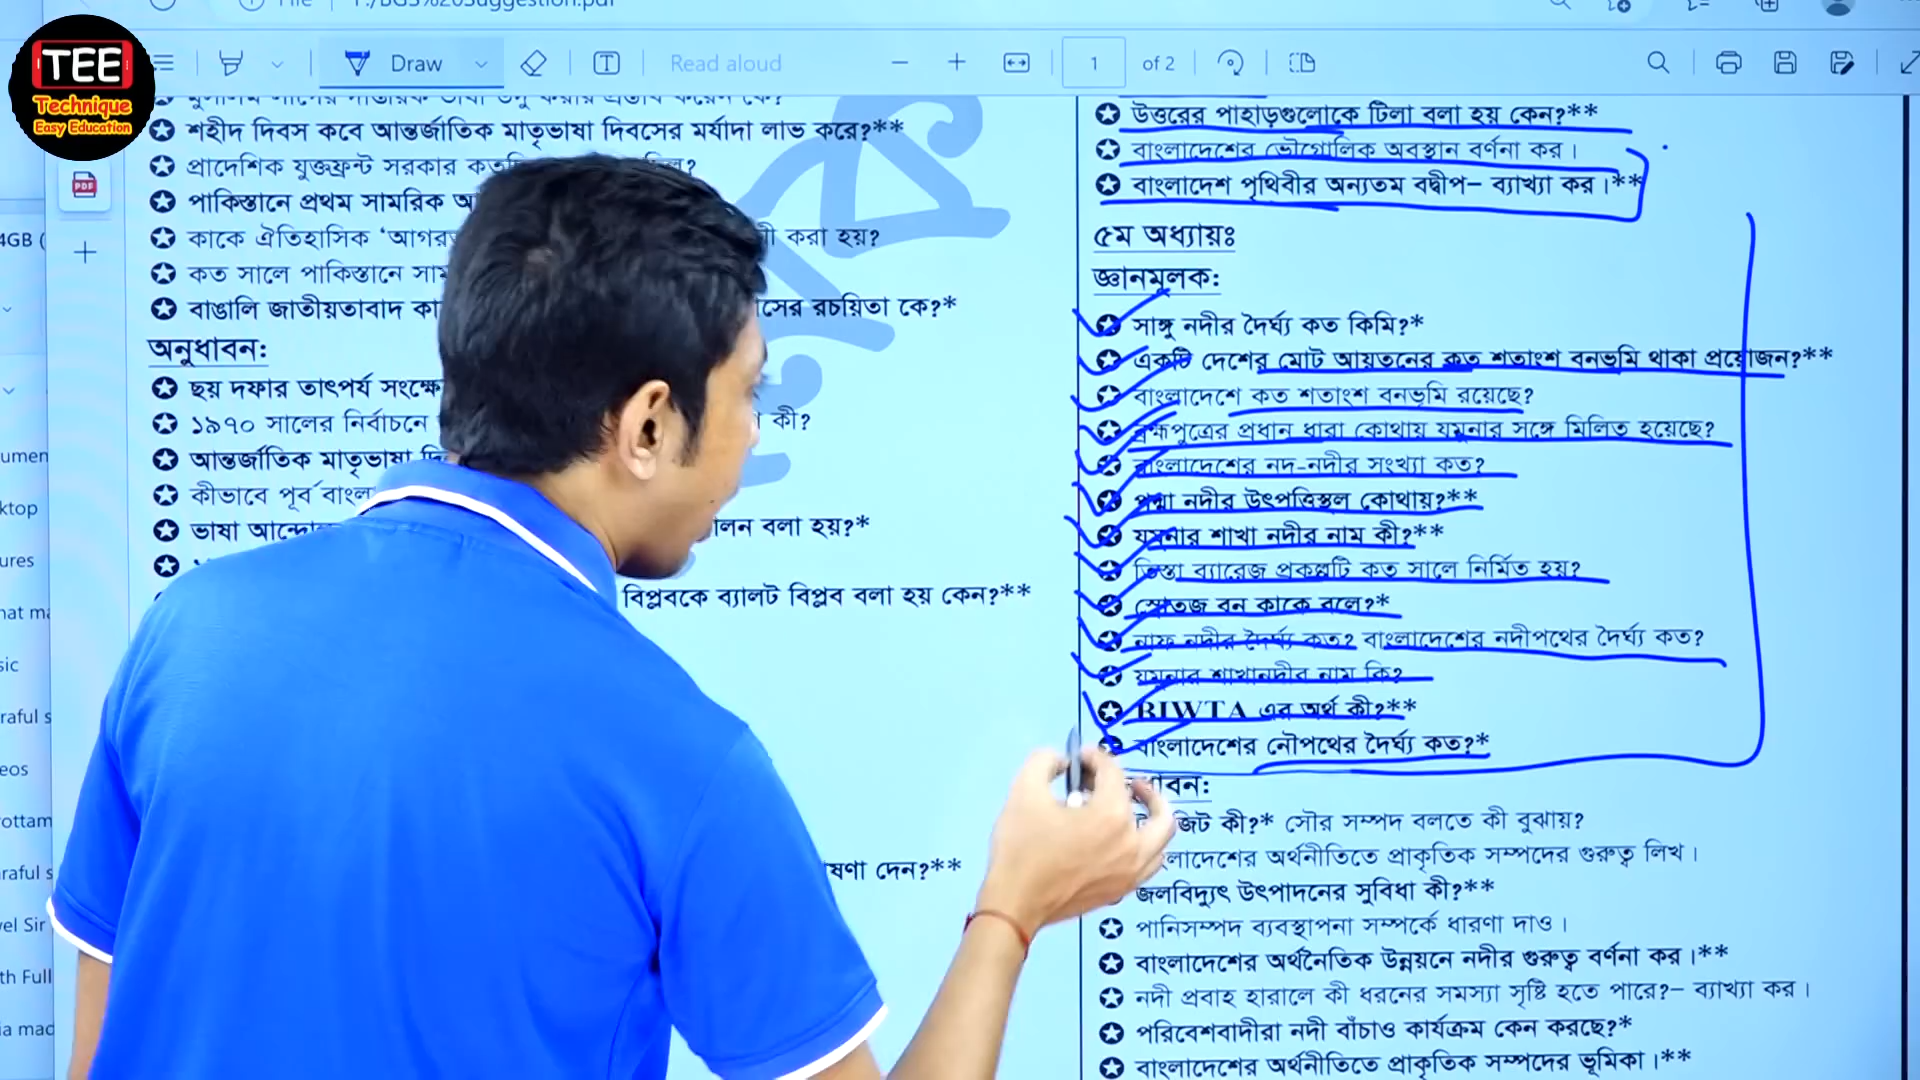 TEE
Technique
Easy Education
Draw
Read aloud
1 of 2
4GB (
শহীদ দিবস কবে আন্তর্জাতিক মাতৃভাষা দিবসের মর্যাদা লাভ করে?**
প্রাদেশিক যুক্তফ্রন্ট সরকার
পাকিস্তানে প্রথম সামরিক
কাকে ঐতিহাসিক ‘আগর
করা হয়?
কত সালে পাকিস্তানে
বাঙালি জাতীয়তাবাদ
রচয়িতা কে?*
অনুধাবন:
ছয় দফার তাৎপর্য
১৯৭০ সালের নির্বাচনে
কী?
আন্তর্জাতিক মাতৃভাষা
কীভাবে পূর্ব
ভাষা
বলা হয়?*
বিপ্লবকে ব্যালট বিপ্লব বলা হয় কেন?**
দেন?**
উত্তরের পাহাড়গুলোকে টিলা বলা হয় কেন?**
বাংলাদেশের ভৌগোলিক অবস্থান বর্ণনা কর।
বাংলাদেশ পৃথিবীর অন্যতম বদ্বীপ– ব্যাখ্যা কর।**
৫ম অধ্যায়ঃ
জ্ঞানমূলক:
সাঙ্গু নদীর দৈর্ঘ্য কত কিমি?*
একটি দেশের মোট আয়তনের কত শতাংশ বনভূমি থাকা প্রয়োজন?**
বাংলাদেশে কত শতাংশ বনভূমি রয়েছে?
ব্রহ্মপুত্রের প্রধান ধারা কোথায় যমুনার সঙ্গে মিলিত হয়েছে?
বাংলাদেশের নদ-নদীর সংখ্যা কত?
পদ্মা নদীর উৎপত্তিস্থল কোথায়?**
যমুনার শাখা নদীর নাম কী?**
তিস্তা ব্যারেজ প্রকল্পটি কত সালে নির্মিত হয়?
স্রোতজ বন কাকে বলে?*
নাফ নদীর দৈর্ঘ্য কত? বাংলাদেশের নদীপথের দৈর্ঘ্য কত?
যমুনার শাখানদীর নাম কি?
BIWTA এর অর্থ কী?**
বাংলাদেশের নৌপথের দৈর্ঘ্য কত?*
কী?* সৌর সম্পদ বলতে কী বুঝায়?
অর্থনীতিতে প্রাকৃতিক সম্পদের গুরুত্ব লিখ।
জলবিদ্যুৎ উৎপাদনের সুবিধা কী?**
পানিসম্পদ ব্যবস্থাপনা সম্পর্কে ধারণা দাও।
বাংলাদেশের অর্থনৈতিক উন্নয়নে নদীর গুরুত্ব বর্ণনা কর।**
নদী প্রবাহ হারালে কী ধরনের সমস্যা সৃষ্টি হতে পারে?– ব্যাখ্যা কর।
পরিবেশবাদীরা নদী বাঁচাও কার্যক্রম কেন করছে?*
বাংলাদেশের অর্থনীতিতে প্রাকৃতিক সম্পদের ভূমিকা।**